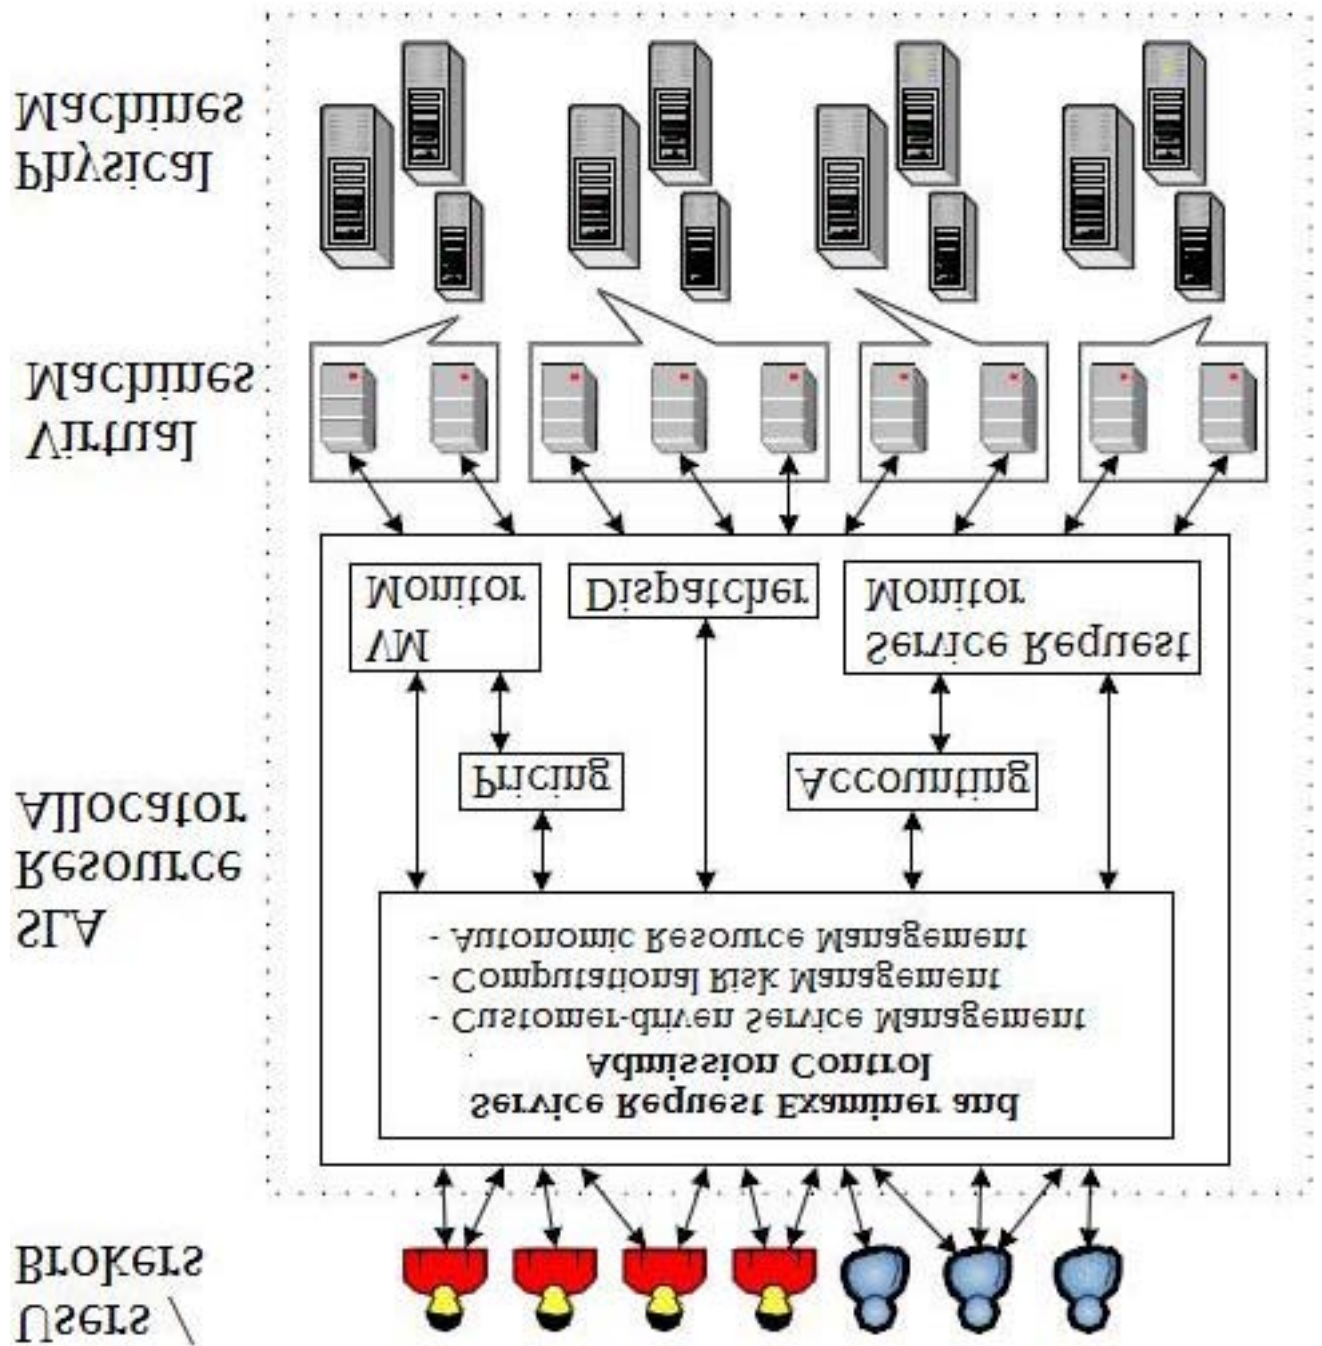 Users /
Brokers
Service Request Examiner and
Admission Control
- Customer-driven Service Management
- Computational Risk Management
- Autonomic Resource Management
SLA
Resource
Allocator
Pricing
Accounting
VM
Monitor
Dispatcher
Service Request
Monitor
Virtual
Machines
Physical
Machines